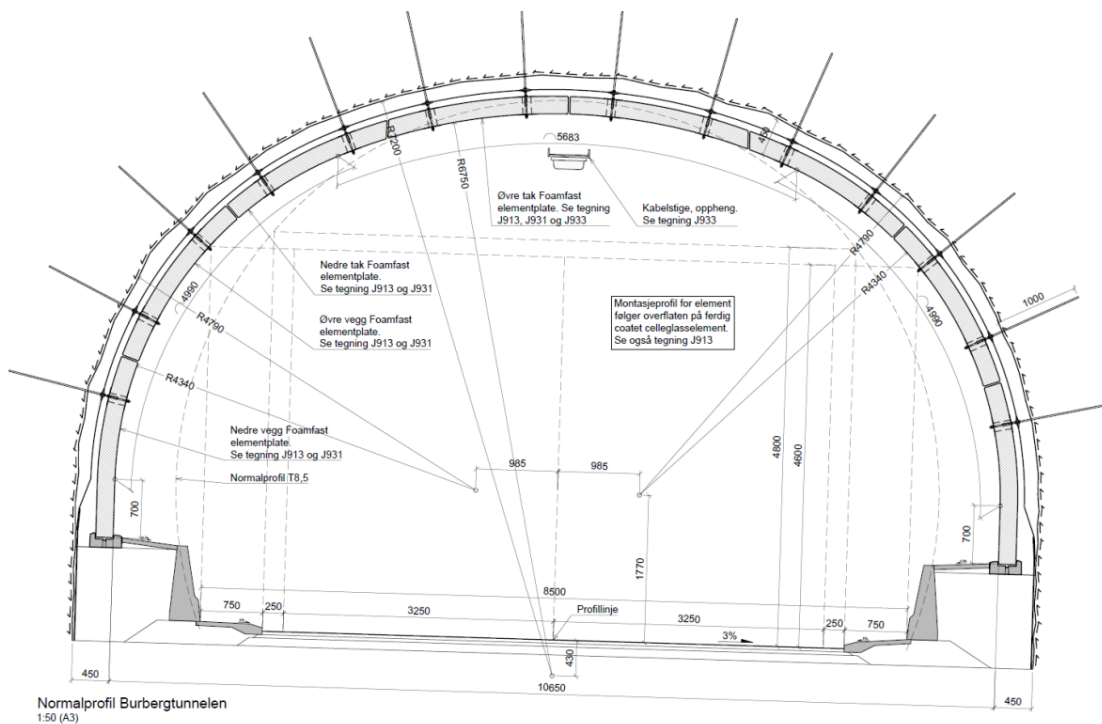 5683
450
R7200
R6750
Øvre tak Foamfast
elementplate. Se tegning
J913, J931 og J933
Kabelstige, oppheng.
Se tegning J933
R4790
R4340
Nedre tak Foamfast
elementplate.
Se tegning J913 og J931
4990
R4790
Øvre vegg Foamfast
elementplate.
Se tegning J913 og J931
Montasjeprofil for element
følger overflaten på ferdig
coatet celleglasselement.
Se også tegning J913
4990
1000
R4340
Nedre vegg Foamfast
elementplate.
Se tegning J913 og J931
Normalprofil T8,5
985
985
4800
4600
700
700
1770
8500
750
250
3250
Profillinje
3250
250
750
3%
430
450
10650
450
Normalprofil Burbergtunnelen
1:50 (A3)